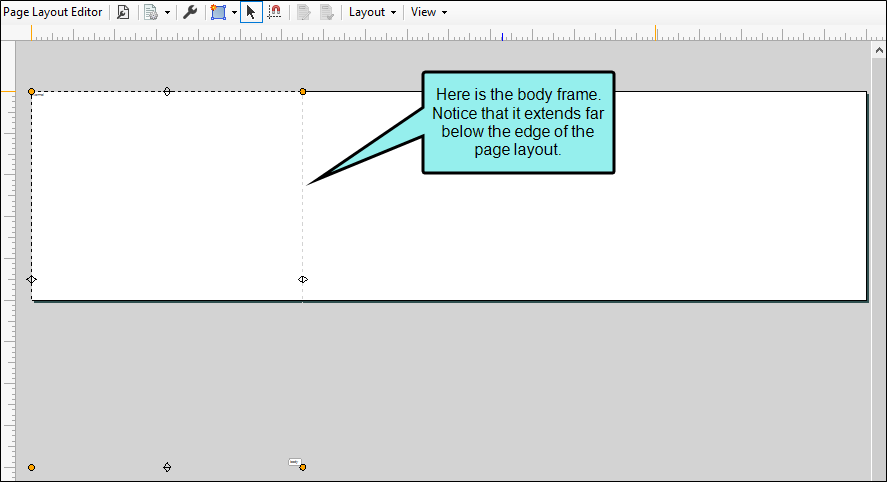 Page Layout Editor Layout View
Here is the body frame.
Notice that it extends far
below the edge of the
page layout.